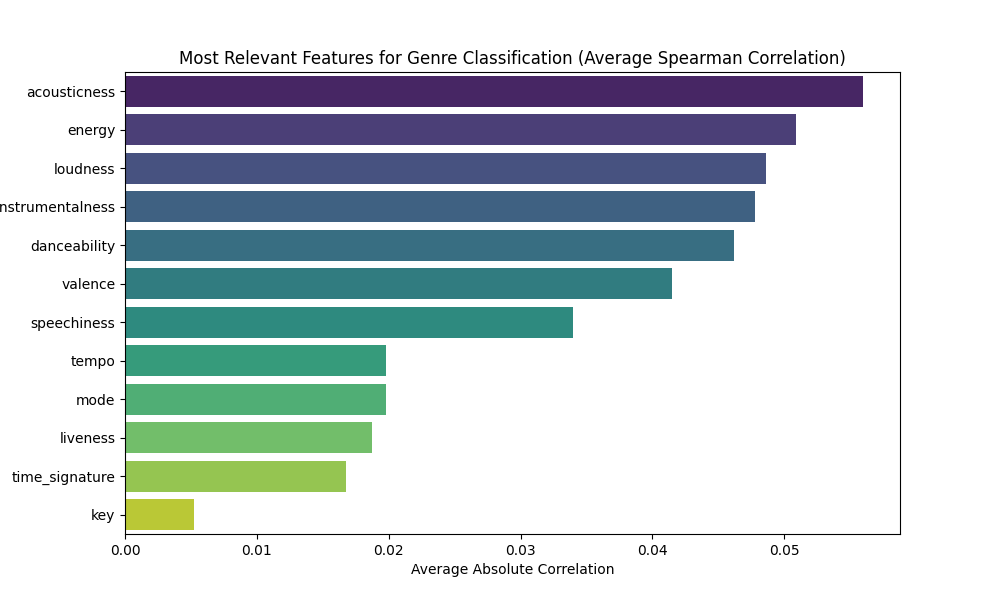 Most Relevant Features for Genre Classification (Average Spearman Correlation)
acousticness
energy
loudness
nstrumentalness
danceability
valence
speechiness
tempo
mode
liveness
time_signature
key
0.00 0.01 0.02 0.03 0.04 0.05
Average Absolute Correlation